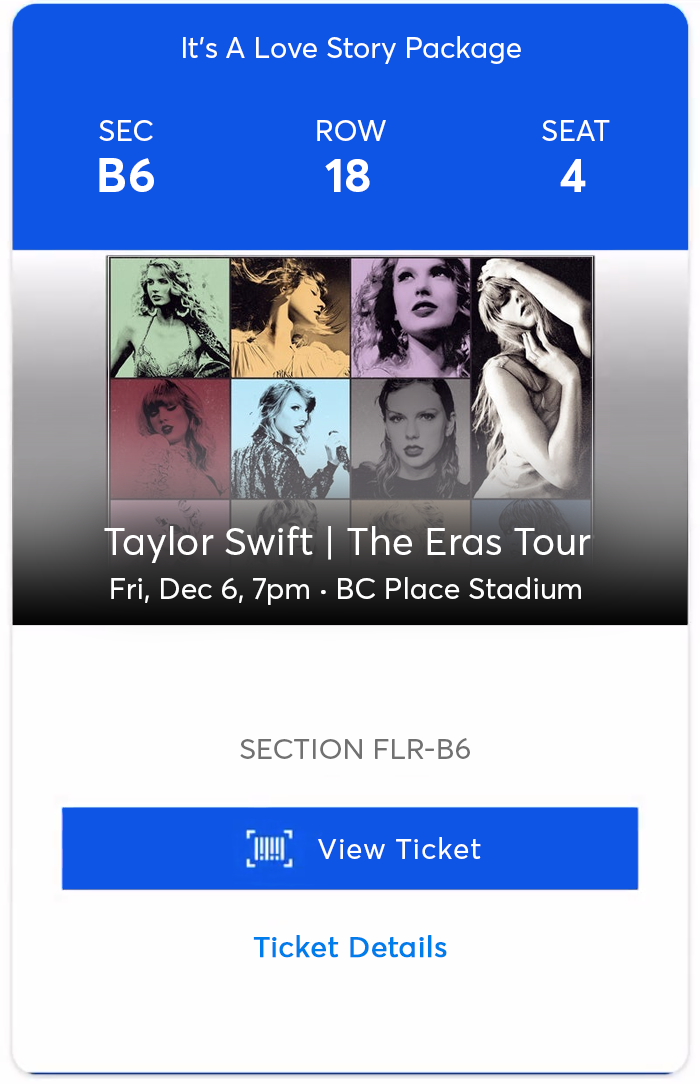 It's A Love Story Package
SEC ROW SEAT
B6 18 4
Taylor Swift | The Eras Tour
Fri, Dec 6, 7pm • BC Place Stadium
SECTION FLR-B6
View Ticket
Ticket Details